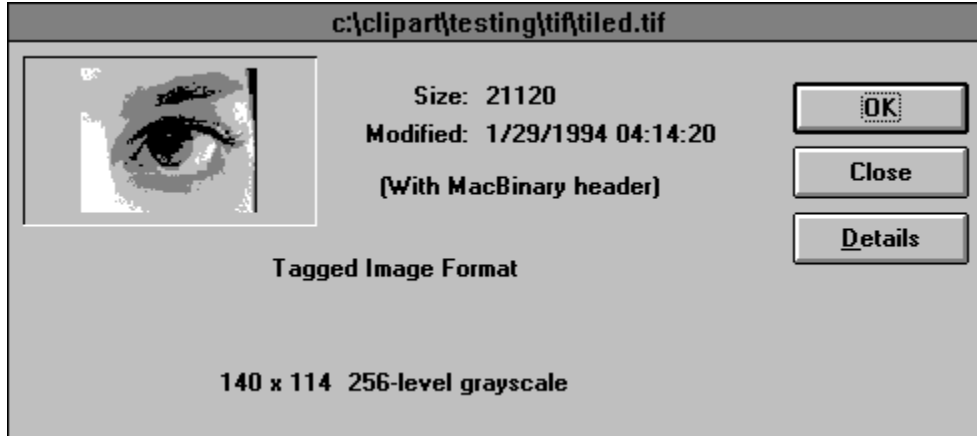 c:\clipart\testing\tif\tiled.tif
Size: 21120
Modified: 1/29/1994 04:14:20
(With MacBinary header)
Tagged Image Format
140 x 114 256-level grayscale
OK
Close
Details